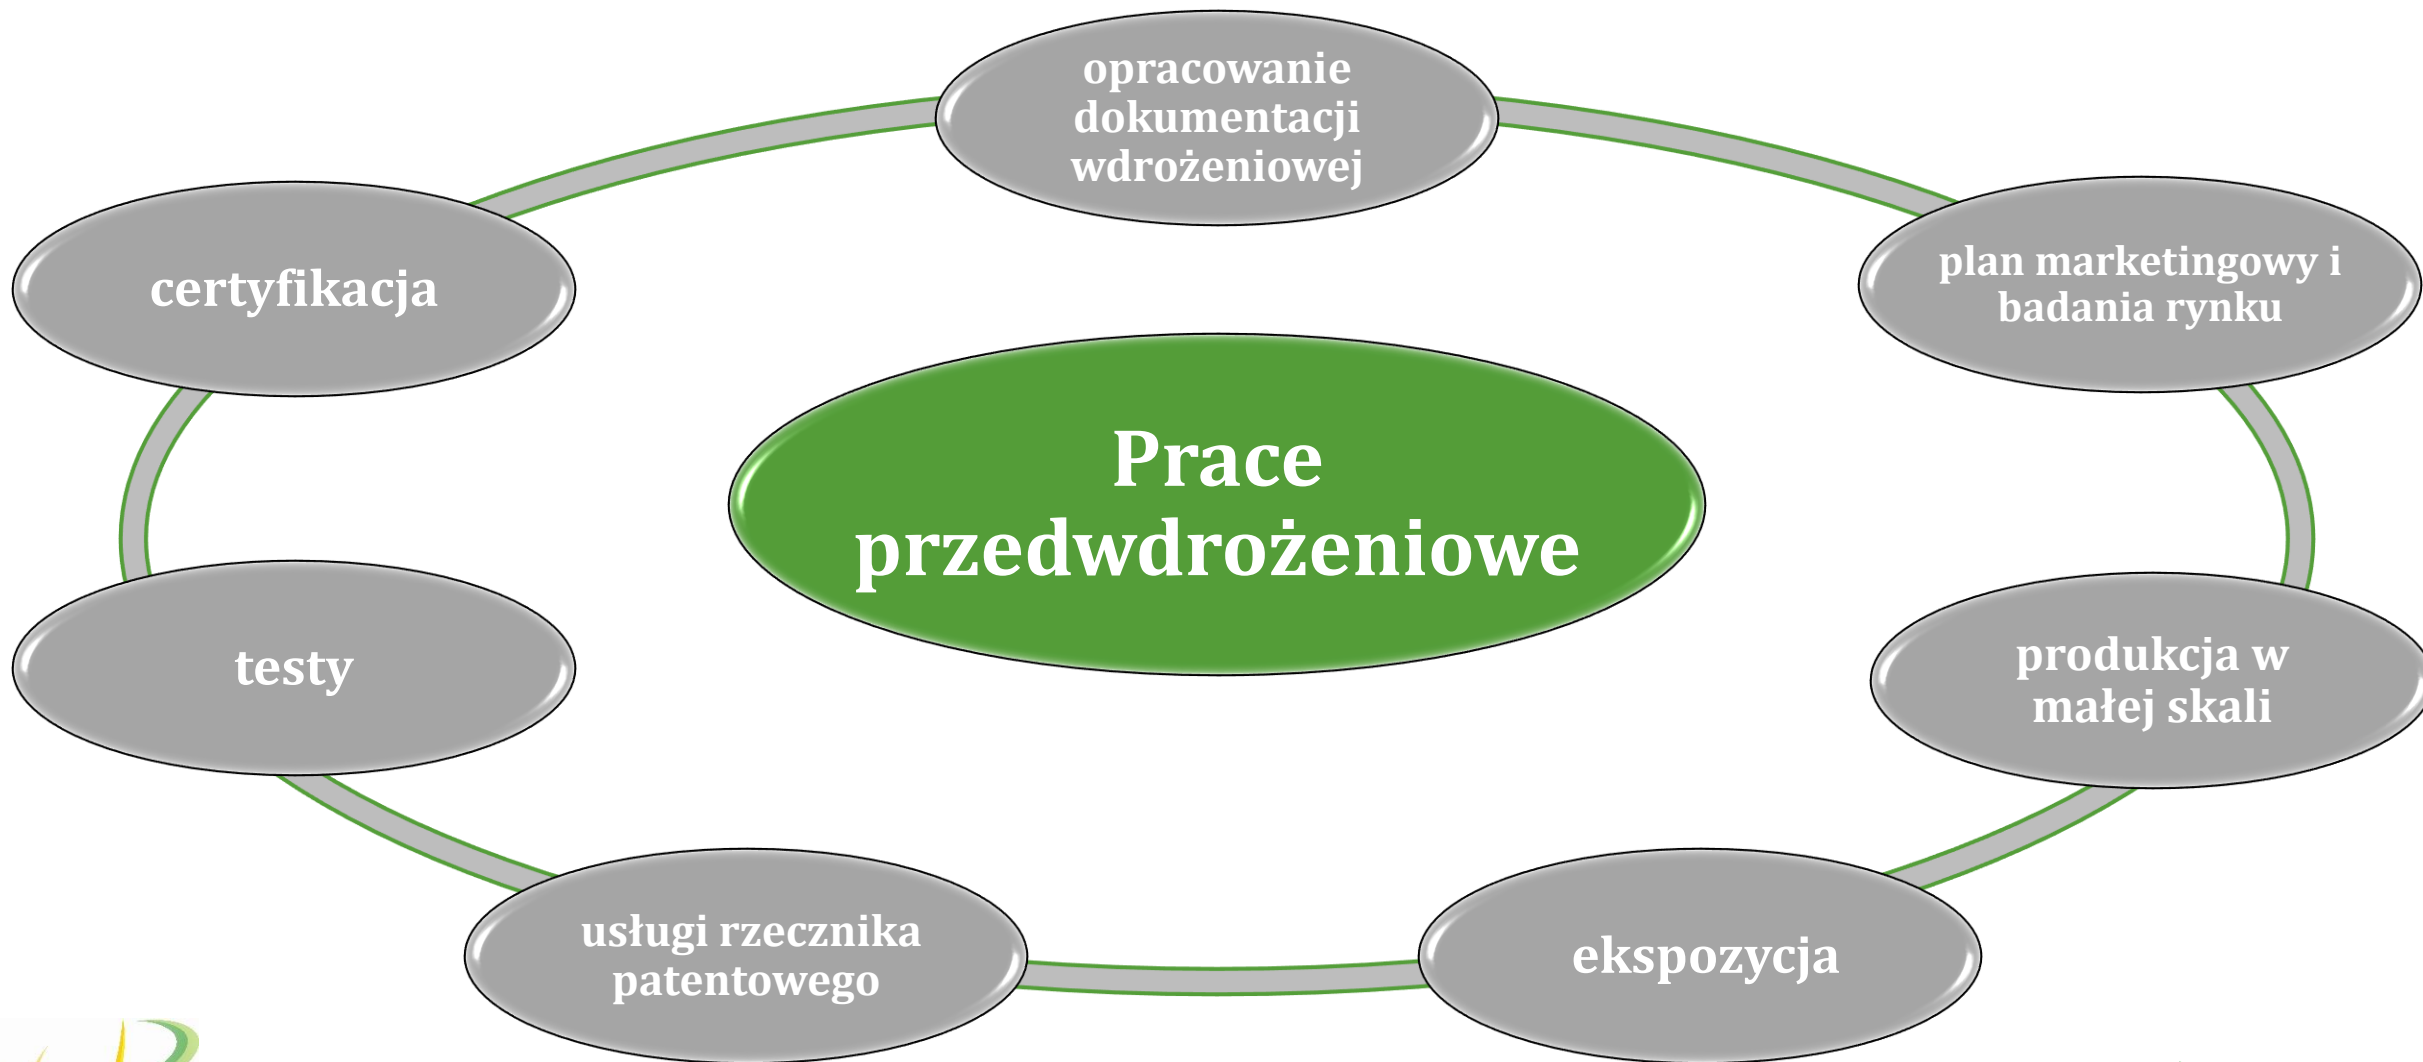 opracowanie
dokumentacji
wdrożeniowej
certyfikacja
plan marketingowy i
badania rynku
Prace
przedwdrożeniowe
testy
produkcja w
małej skali
usługi rzecznika
patentowego
ekspozycja